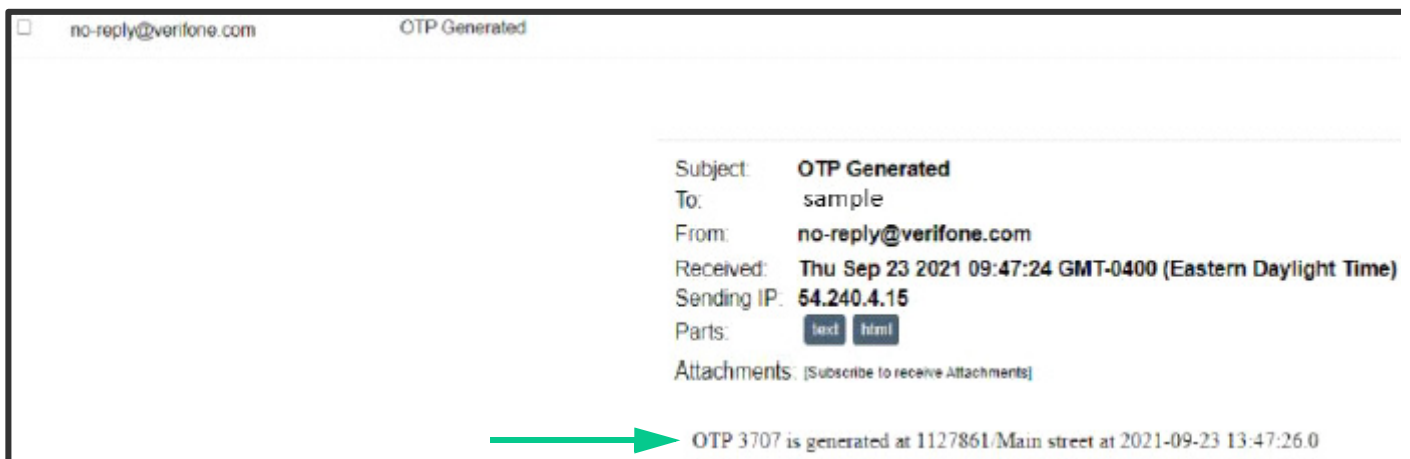 no-reply@verifone.com OTP Generated
Subject: OTP Generated
To: sample
From: no-reply@verifone.com
Received: Thu Sep 23 2021 09:47:24 GMT-0400 (Eastern Daylight Time)
Sending IP: 54.240.4.15
Parts: text html
Attachments: [Subscribe to receive Attachments]
OTP 3707 is generated at 1127861/Main street at 2021-09-23 13:47:26.0